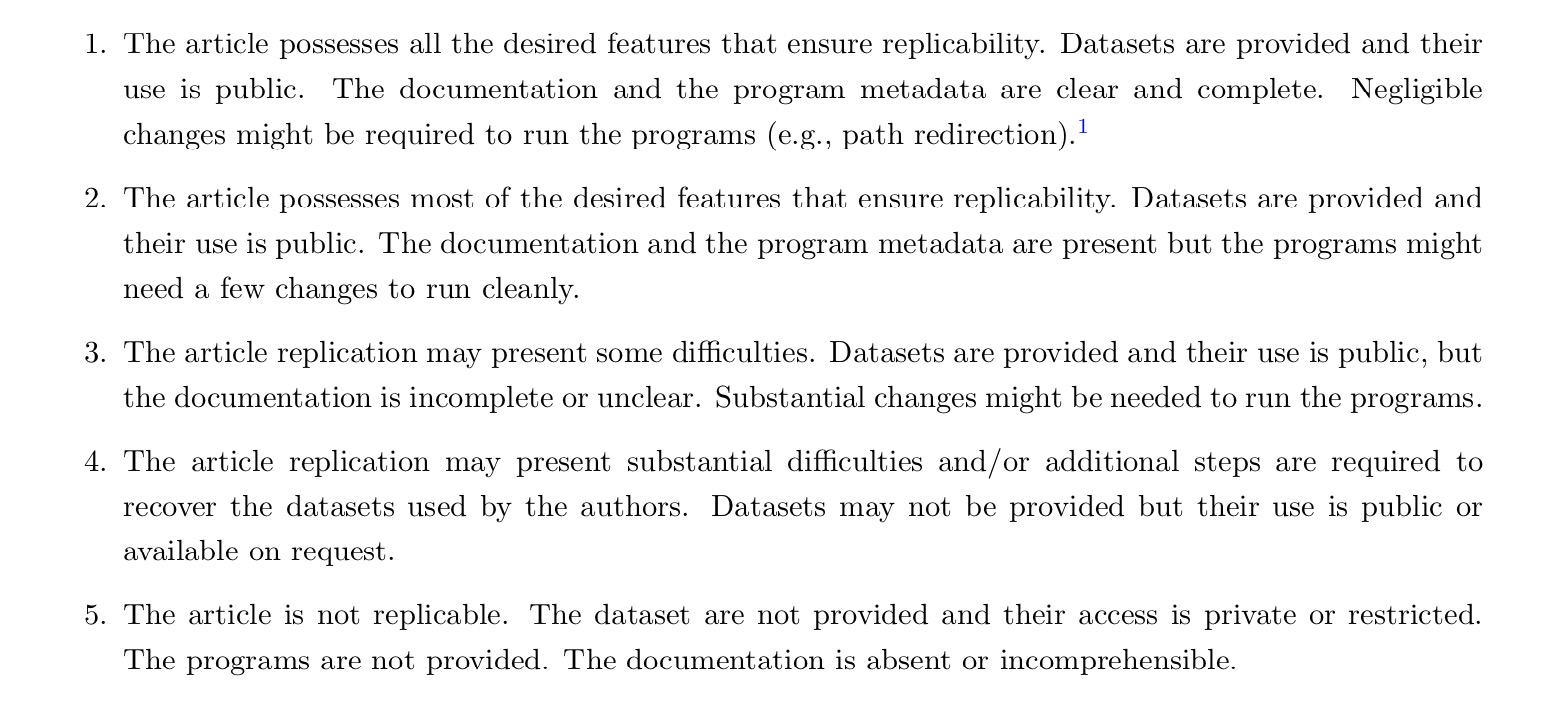 1. The article possesses all the desired features that ensure replicability. Datasets are provided and their
use is public. The documentation and the program metadata are clear and complete. Negligible
changes might be required to run the programs (e.g., path redirection).1
2. The article possesses most of the desired features that ensure replicability. Datasets are provided and
their use is public. The documentation and the program metadata are present but the programs might
need a few changes to run cleanly.
3. The article replication may present some difficulties. Datasets are provided and their use is public, but
the documentation is incomplete or unclear. Substantial changes might be needed to run the programs.
4. The article replication may present substantial difficulties and/or additional steps are required to
recover the datasets used by the authors. Datasets may not be provided but their use is public or
available on request.
5. The article is not replicable. The dataset are not provided and their access is private or restricted.
The programs are not provided. The documentation is absent or incomprehensible.